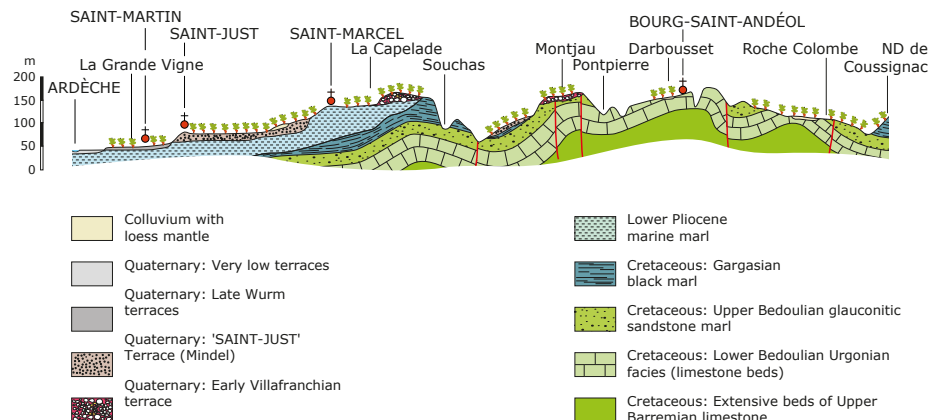 SAINT-MARTIN
SAINT-JUST
SAINT-MARCEL
BOURG-SAINT-ANDÉOL
La Grande Vigne
La Capelade
Souchas
Montjau
Pontpierre
Darbousset
Roche Colombe
ND de
Coussignac
m
ARDÈCHE
200
150
100
50
0
Colluvium with
loess mantle
Quaternary: Very low terraces
Quaternary: Late Wurm
terraces
Quaternary: 'SAINT-JUST'
Terrace (Mindel)
Quaternary: Early Villafranchian
terrace
Lower Pliocene
marine marl
Cretaceous: Gargasian
black marl
Cretaceous: Upper Bedoulian glauconitic
sandstone marl
Cretaceous: Lower Bedoulian Urgonian
facies (limestone beds)
Cretaceous: Extensive beds of Upper
Barremian limestone